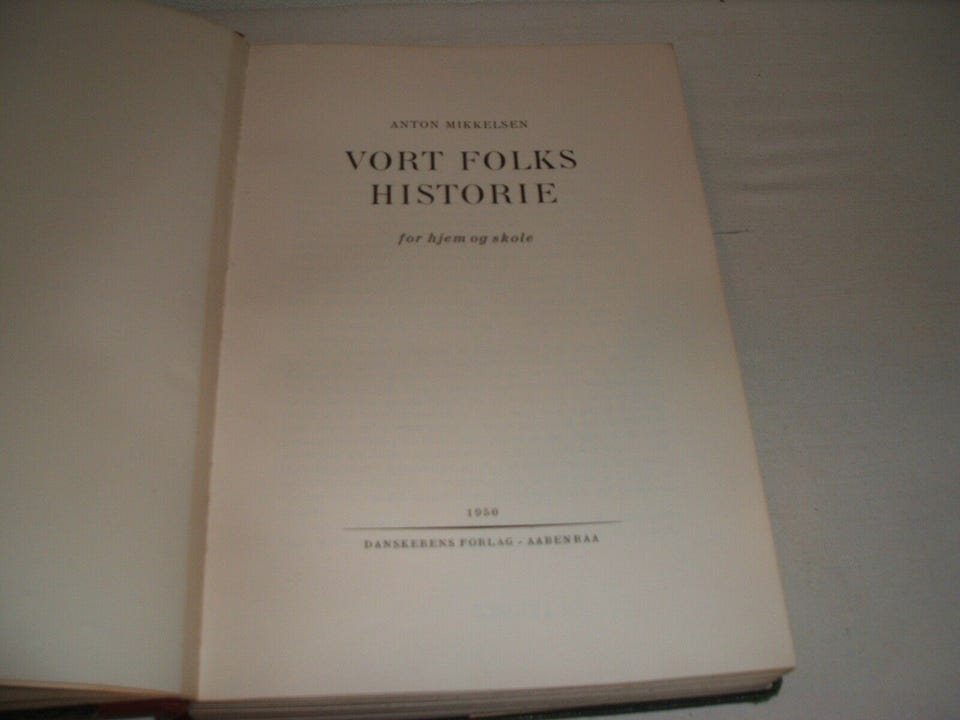 ANTON MIKKELSEN
VORT FOLKS
HISTORIE
for hjem og skole
1950
DANSKERENS FORLAG - AABENRAA